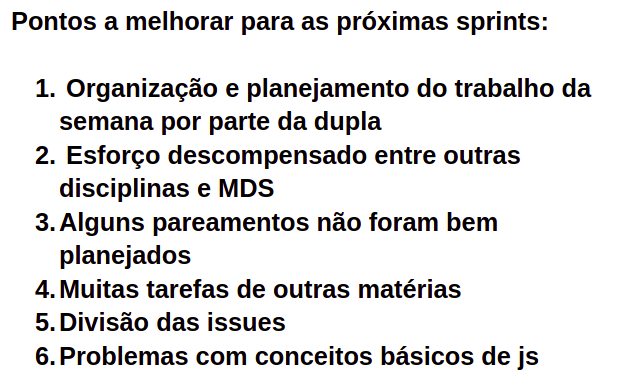 Pontos a melhorar para as próximas sprints:
1. Organização e planejamento do trabalho da
semana por parte da dupla
2. Esforço descompensado entre outras
disciplinas e MDS
3. Alguns pareamentos não foram bem
planejados
4. Muitas tarefas de outras matérias
5. Divisão das issues
6. Problemas com conceitos básicos de js